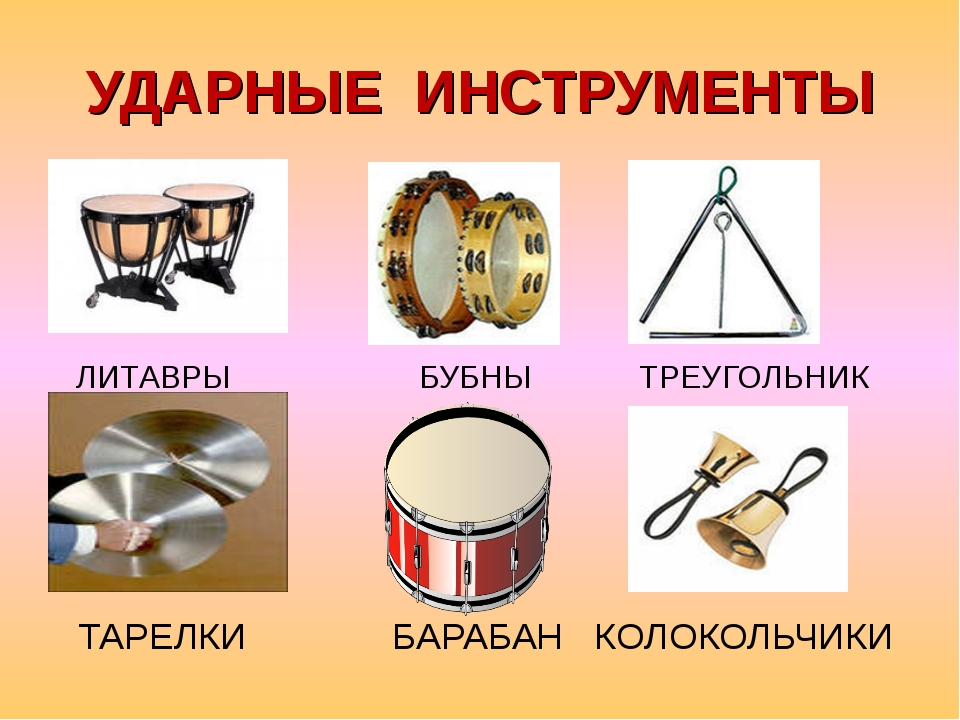 УДАРНЫЕ ИНСТРУМЕНТЫ
ЛИТАВРЫ БУБНЫ ТРЕУГОЛЬНИК
ТАРЕЛКИ БАРАБАН КОЛОКОЛЬЧИКИ